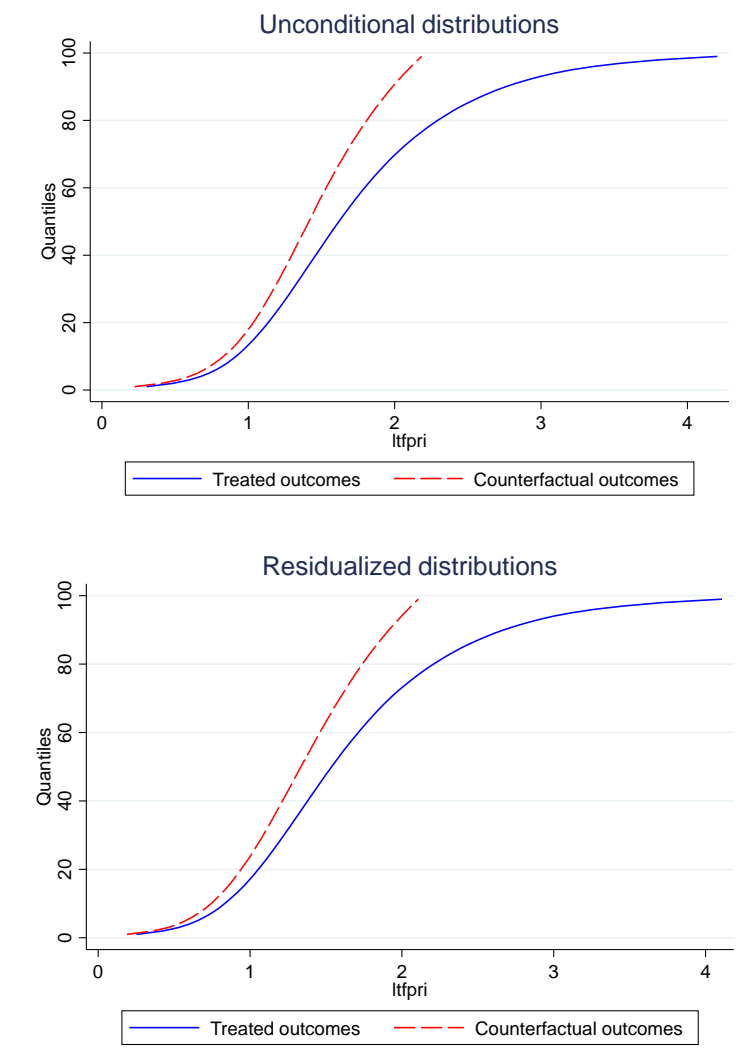 Unconditional distributions
100
80
60
40
20
0
Quantiles
0 1 2 3 4
ltfpri
Treated outcomes Counterfactual outcomes
Residualized distributions
100
80
60
40
20
0
Quantiles
0 1 2 3 4
ltfpri
Treated outcomes Counterfactual outcomes